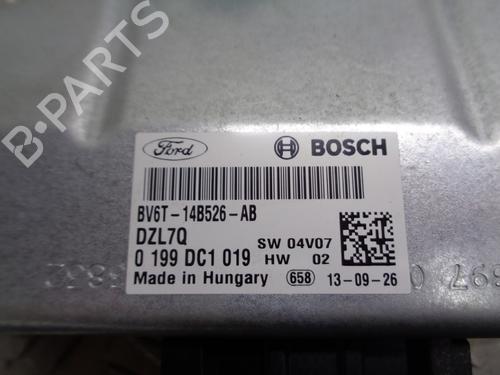 B-PARTS
Ford BOSCH
BV6T-14B526-AB
DZL7Q SW 04V07
0 199 DC1 019 HW 02
Made in Hungary 658 13-09-26